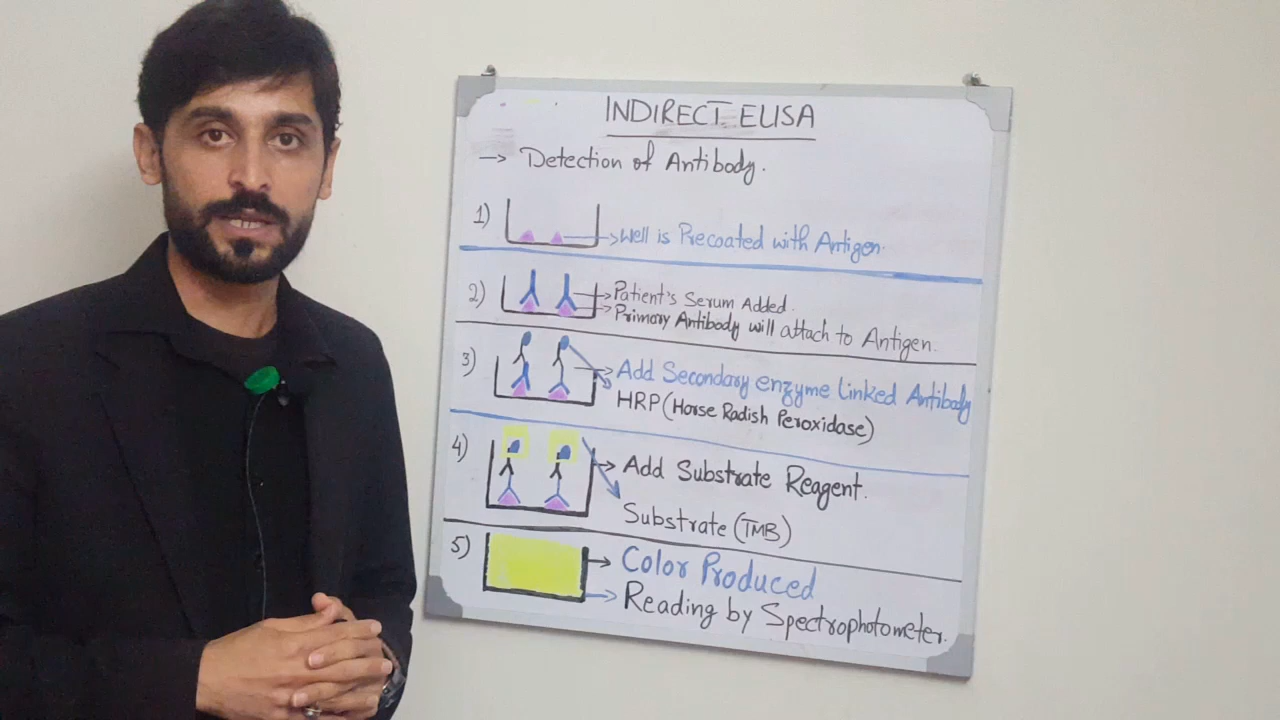 INDIRECT ELISA
→ Detection of Antibody.
1) → Well is Precoated with Antigen.
2) → Patient's Serum Added.
→ Primary Antibody will attach to Antigen.
3) → Add Secondary enzyme linked Antibody
HRP (Horse Radish Peroxidase)
4) → Add Substrate Reagent.
Substrate (TMB)
5) → Color Produced
→ Reading by Spectrophotometer.